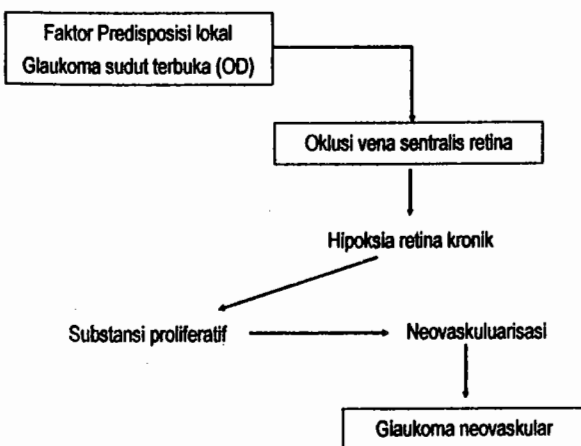 Faktor Predisposisi lokal
Glaukoma sudut terbuka (OD)
Oklusi vena sentralis retina
Hipoksia retina kronik
Substansi proliferatif
Neovaskuluarisasi
Glaukoma neovaskular